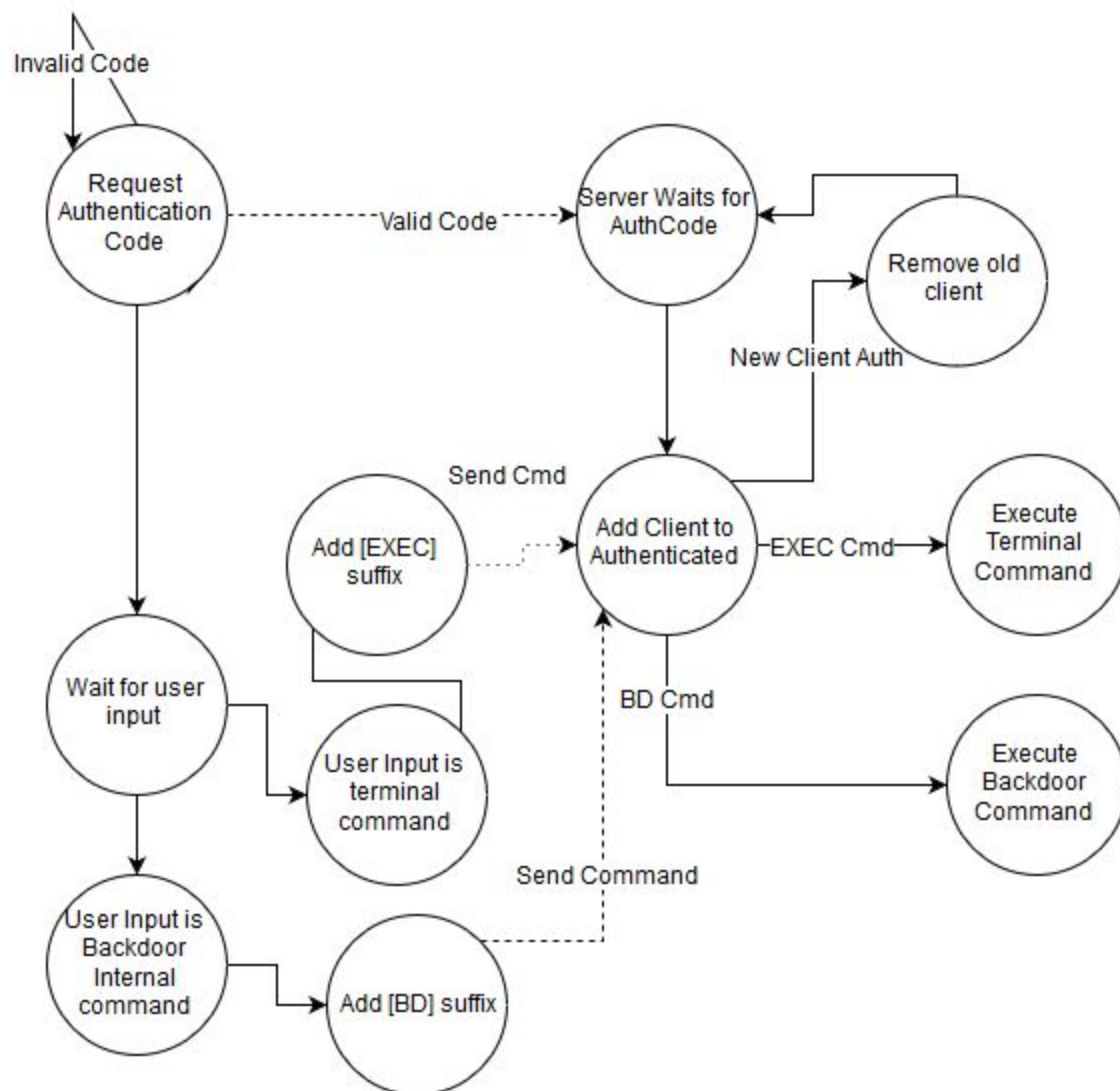 Invalid Code
Request
Authentication
Code
Valid Code
Server Waits for
AuthCode
Remove old
client
New Client Auth
Send Cmd
Add [EXEC]
suffix
Add Client to
Authenticated
EXEC Cmd
Execute
Terminal
Command
Wait for user
input
BD Cmd
User Input is
terminal
command
Execute
Backdoor
Command
Send Command
User Input is
Backdoor
Internal
command
Add [BD] suffix